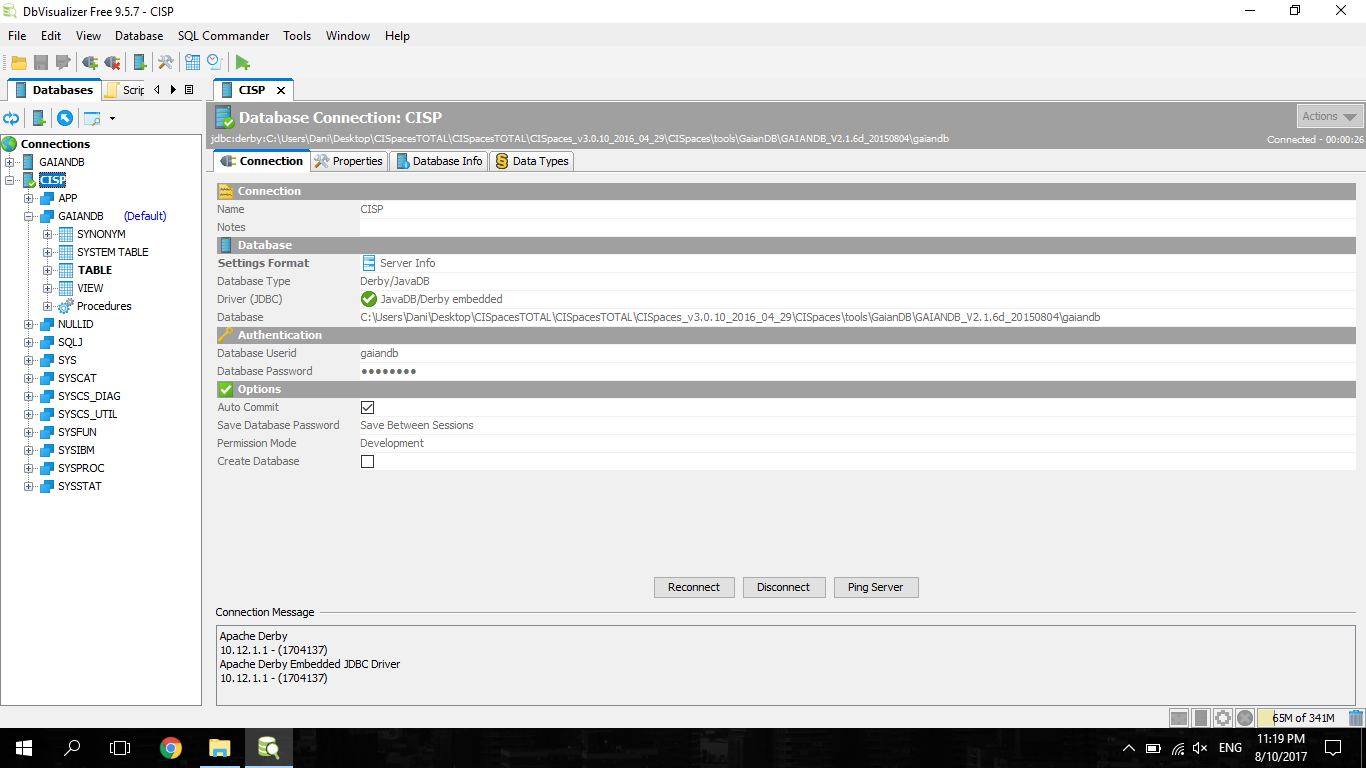 DbVisualizer Free 9.5.7 - CISP
File Edit View Database SQL Commander Tools Window Help
Databases Scrip CISP
Database Connection: CISP
Actions
jdbc:derby:C:\Users\Dani\Desktop\CISpacesTOTAL\CISpacesTOTAL\CISpaces_v3.0.10_2016_04_29\CISpaces\tools\GaianDB\GAIANDB_V2.1.6d_20150804\gaiandb
Connected - 00:00:26
Connections
GAIANDB
CISP
APP
GAIANDB (Default)
SYNONYM
SYSTEM TABLE
TABLE
VIEW
Procedures
NULLID
SQLJ
SYS
SYSCAT
SYSCS_DIAG
SYSCS_UTIL
SYSFUN
SYSIBM
SYSPROC
SYSSTAT
Connection Properties Database Info Data Types
Connection
Name CISP
Notes
Database
Settings Format Server Info
Database Type Derby/JavaDB
Driver (JDBC) JavaDB/Derby embedded
Database C:\Users\Dani\Desktop\CISpacesTOTAL\CISpacesTOTAL\CISpaces_v3.0.10_2016_04_29\CISpaces\tools\GaianDB\GAIANDB_V2.1.6d_20150804\gaiandb
Authentication
Database Userid gaiandb
Database Password ●●●●●●●●
Options
Auto Commit
Save Database Password Save Between Sessions
Permission Mode Development
Create Database
Reconnect Disconnect Ping Server
Connection Message
Apache Derby
10.12.1.1 - (1704137)
Apache Derby Embedded JDBC Driver
10.12.1.1 - (1704137)
65M of 341M
ENG
11:19 PM
8/10/2017